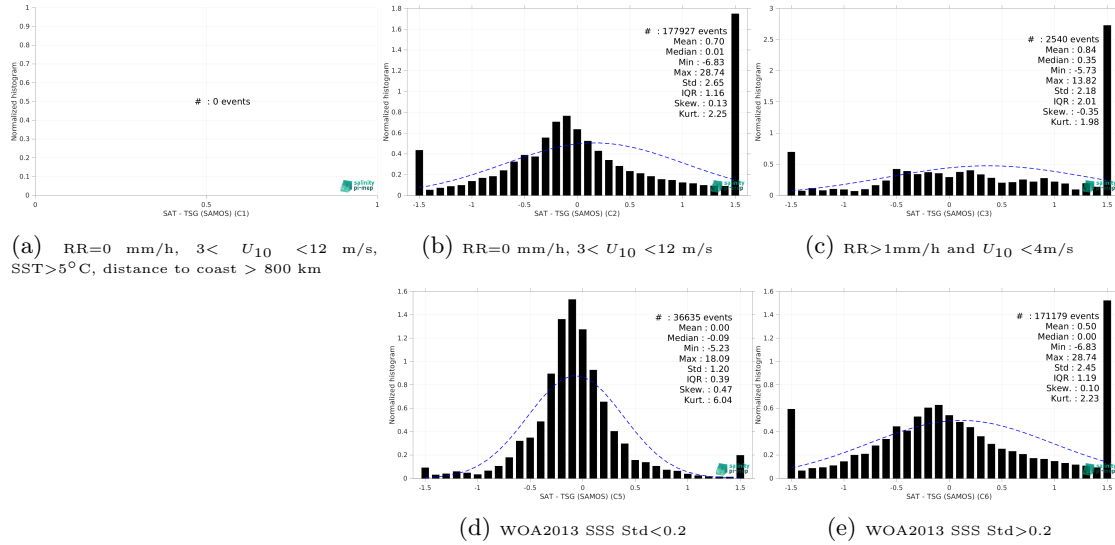 1
0.9
0.8
0.7
0.6
0.5
0.4
0.3
0.2
0.1
0
Normalized histogram
# : 0 events
salinity
pi-mep
0 0.5 1
SAT - TSG (SAMOS) (C1)
(a) RR=0 mm/h, 3< U10 <12 m/s,
SST>5°C, distance to coast > 800 km
1.8
1.6
1.4
1.2
1
0.8
0.6
0.4
0.2
0
Normalized histogram
# : 177927 events
Mean : 0.70
Median : 0.01
Min : -6.83
Max : 28.74
Std : 2.65
IQR : 1.16
Skew. : 0.13
Kurt. : 2.25
-1.5 -1 -0.5 0 0.5 1 1.5
SAT - TSG (SAMOS) (C2)
(b) RR=0 mm/h, 3< U10 <12 m/s
3
2.5
2
1.5
1
0.5
0
Normalized histogram
# : 2540 events
Mean : 0.84
Median : 0.35
Min : -5.73
Max : 13.82
Std : 2.18
IQR : 2.01
Skew. : -0.35
Kurt. : 1.98
-1.5 -1 -0.5 0 0.5 1 1.5
SAT - TSG (SAMOS) (C3)
(c) RR>1mm/h and U10 <4m/s
1.6
1.4
1.2
1
0.8
0.6
0.4
0.2
0
Normalized histogram
# : 36635 events
Mean : 0.00
Median : -0.09
Min : -5.23
Max : 18.09
Std : 1.20
IQR : 0.39
Skew. : 0.47
Kurt. : 6.04
-1.5 -1 -0.5 0 0.5 1 1.5
SAT - TSG (SAMOS) (C5)
(d) WOA2013 SSS Std<0.2
1.6
1.4
1.2
1
0.8
0.6
0.4
0.2
0
Normalized histogram
# : 171179 events
Mean : 0.50
Median : 0.00
Min : -6.83
Max : 28.74
Std : 2.45
IQR : 1.19
Skew. : 0.10
Kurt. : 2.23
-1.5 -1 -0.5 0 0.5 1 1.5
SAT - TSG (SAMOS) (C6)
(e) WOA2013 SSS Std>0.2